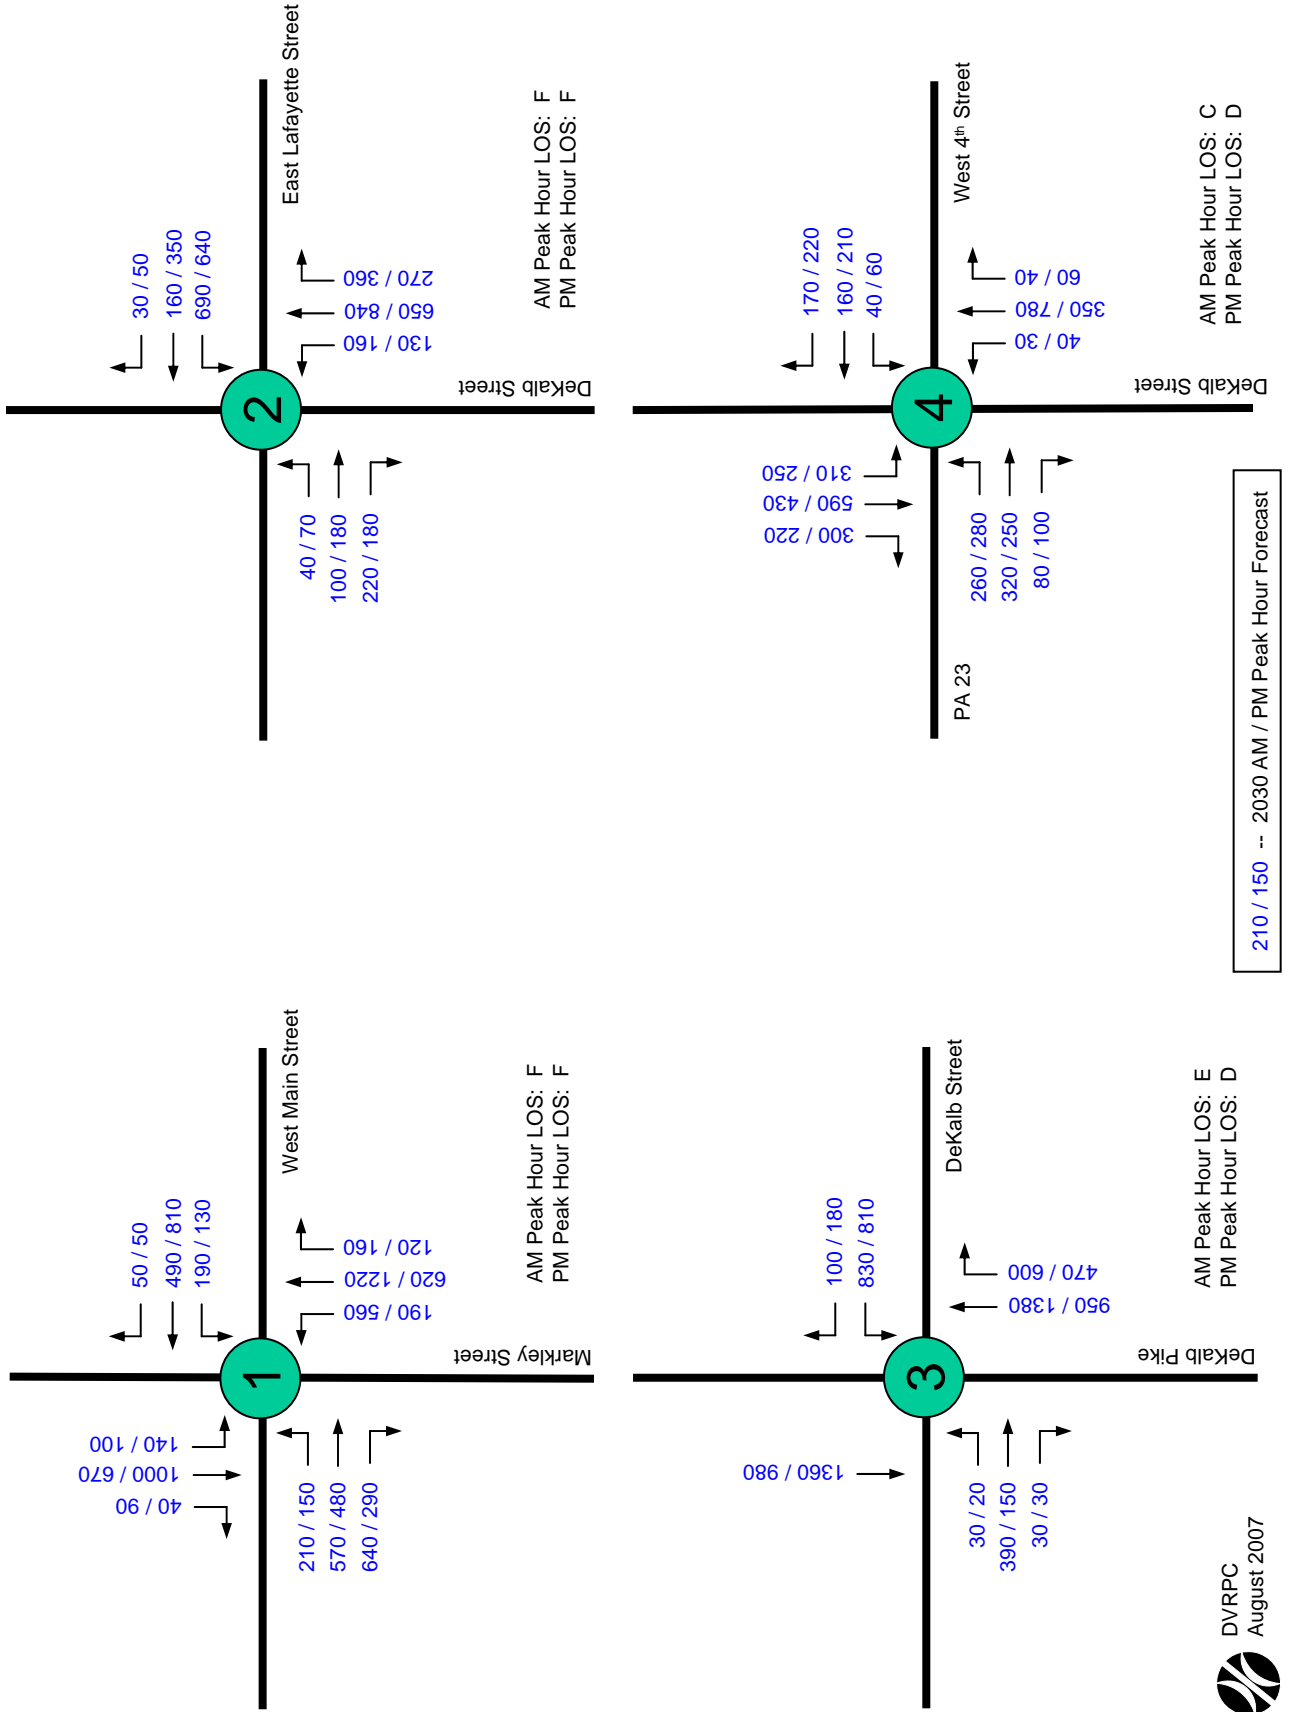 West Main Street
Markley Street
1
50 / 50
490 / 810
190 / 130
140 / 100
1000 / 670
40 / 90
210 / 150
570 / 480
640 / 290
190 / 560
620 / 1220
120 / 160
AM Peak Hour LOS: F
PM Peak Hour LOS: F
East Lafayette Street
DeKalb Street
2
30 / 50
160 / 350
690 / 640
40 / 70
100 / 180
220 / 180
130 / 160
650 / 840
270 / 360
AM Peak Hour LOS: F
PM Peak Hour LOS: F
DeKalb Street
DeKalb Pike
3
100 / 180
830 / 810
1360 / 980
30 / 20
390 / 150
30 / 30
950 / 1380
470 / 600
AM Peak Hour LOS: E
PM Peak Hour LOS: D
West 4th Street
PA 23
DeKalb Street
4
170 / 220
160 / 210
40 / 60
310 / 250
590 / 430
300 / 220
260 / 280
320 / 250
80 / 100
40 / 30
350 / 780
60 / 40
AM Peak Hour LOS: C
PM Peak Hour LOS: D
DVRPC
August 2007
210 / 150 -- 2030 AM / PM Peak Hour Forecast